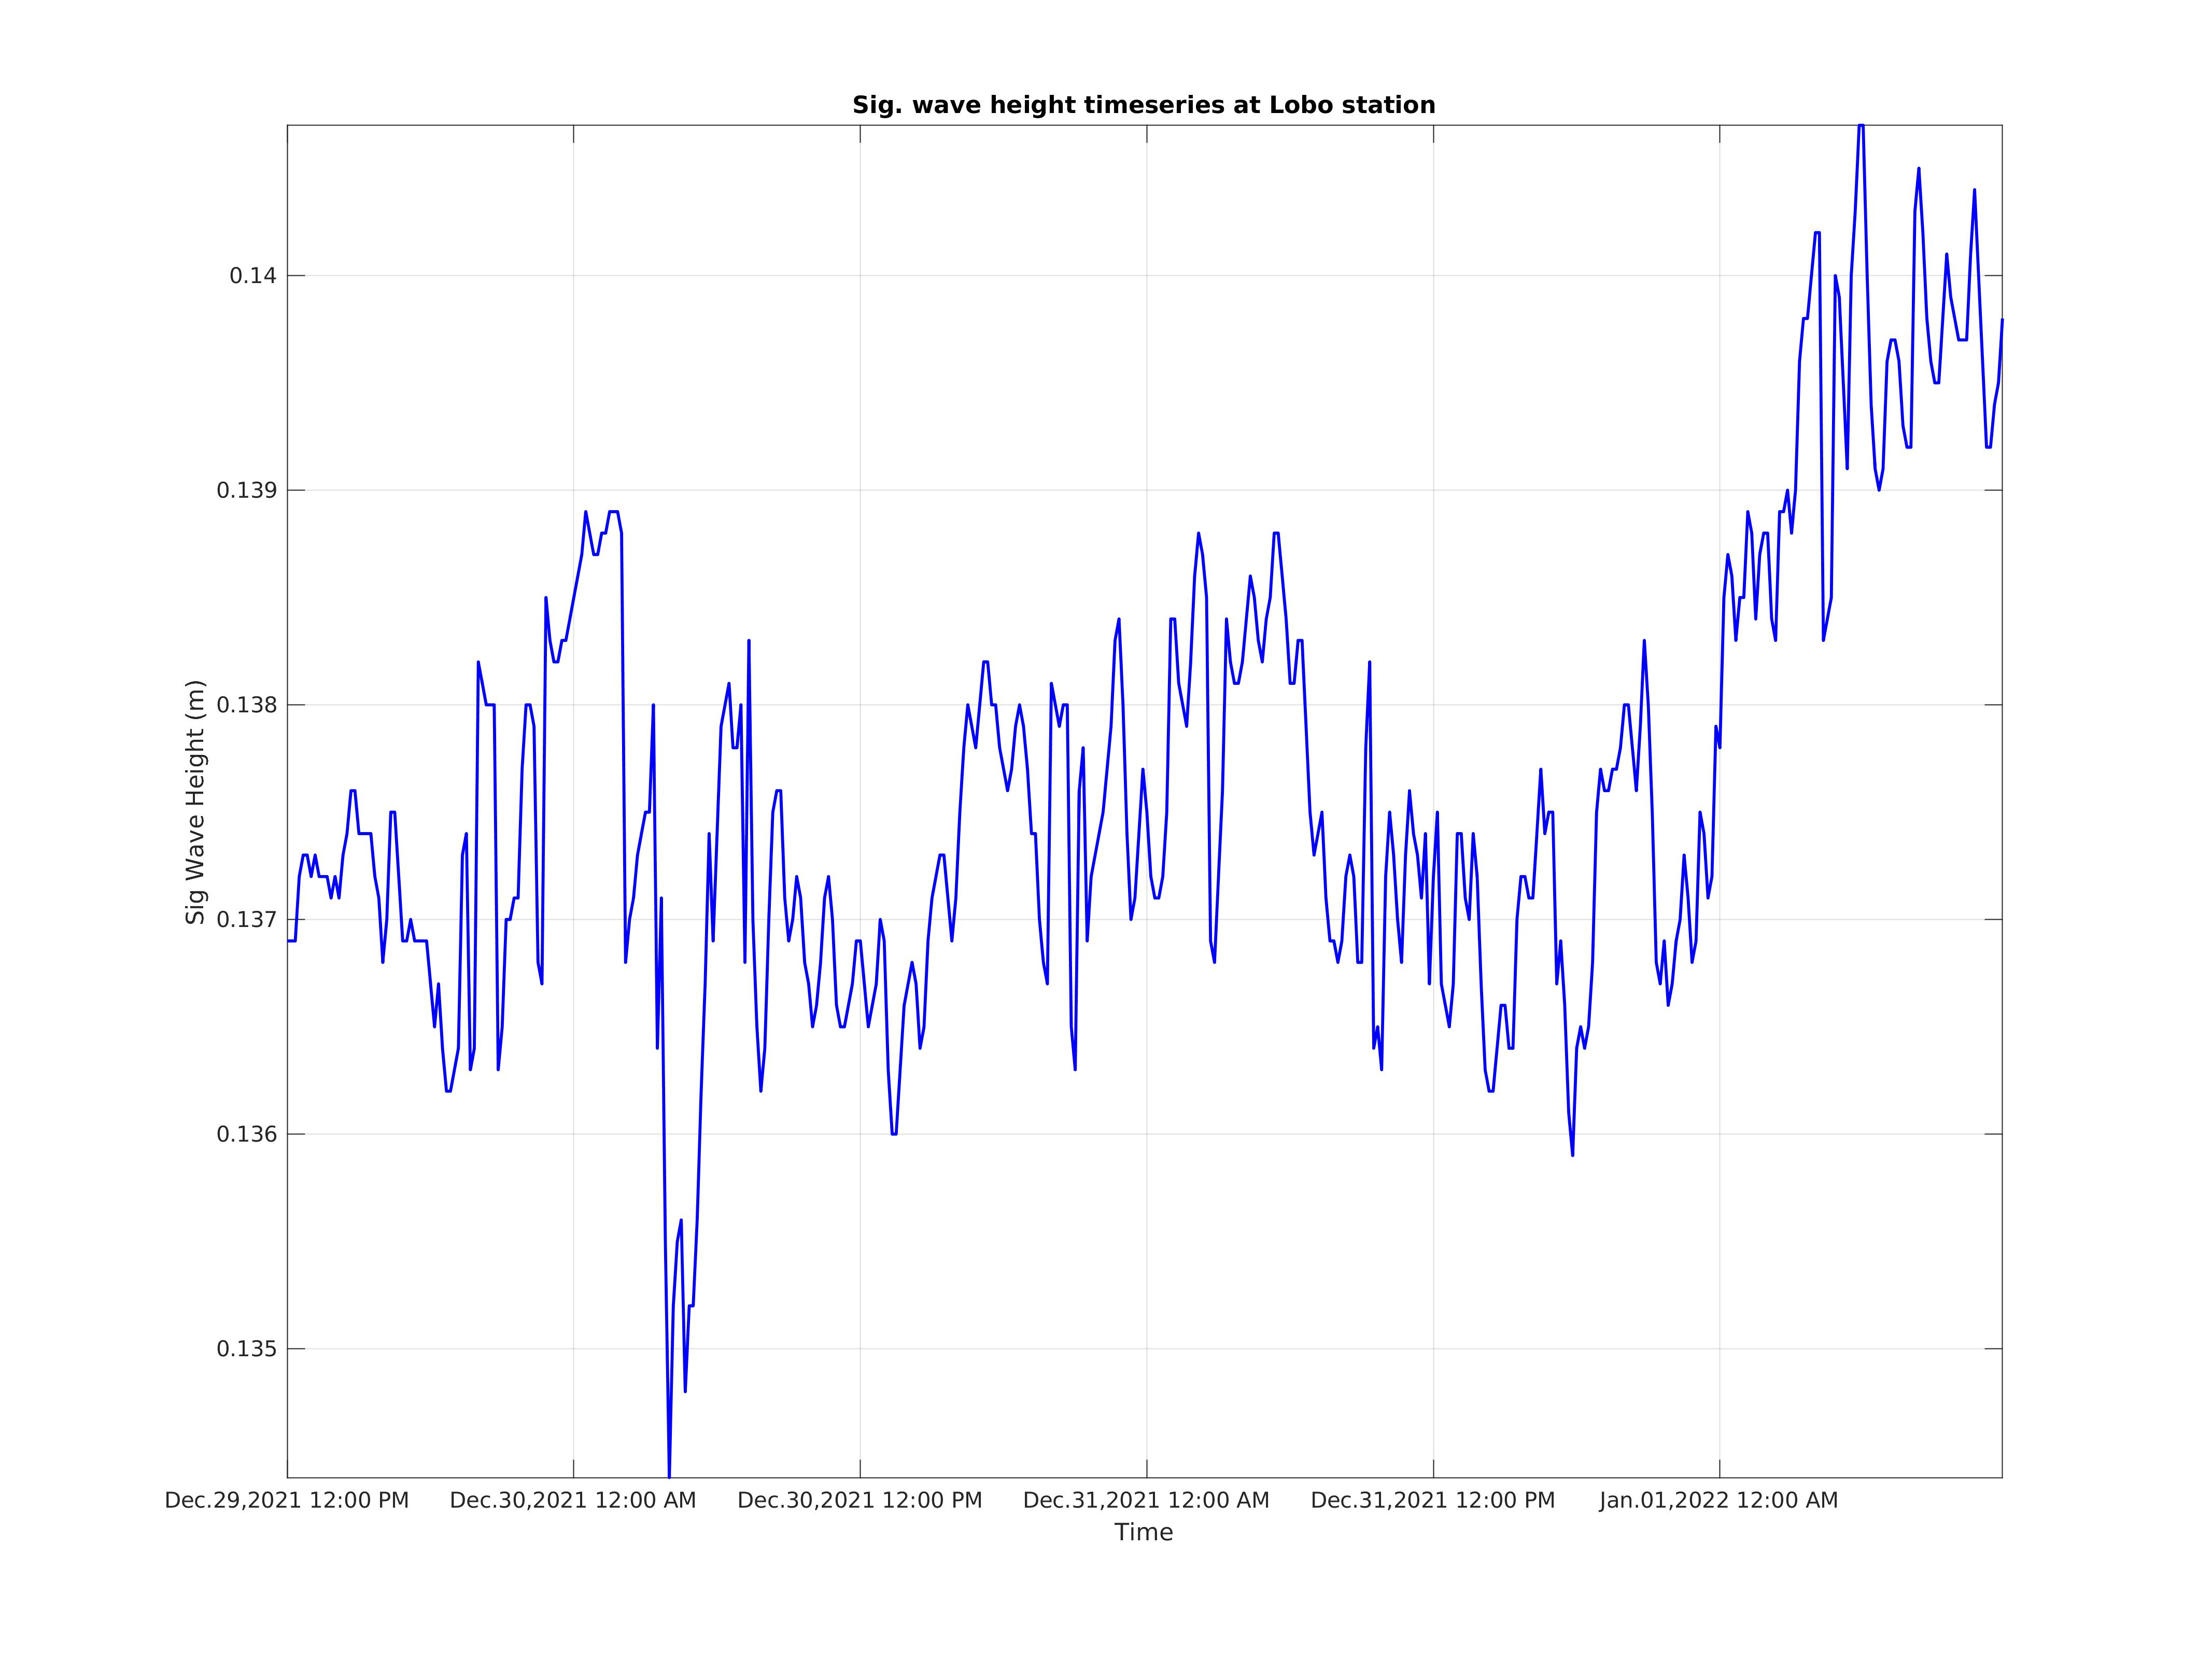 Sig. wave height timeseries at Lobo station
0.14
0.139
0.138
0.137
0.136
0.135
Sig Wave Height (m)
Dec.29,2021 12:00 PM Dec.30,2021 12:00 AM Dec.30,2021 12:00 PM Dec.31,2021 12:00 AM Dec.31,2021 12:00 PM Jan.01,2022 12:00 AM
Time